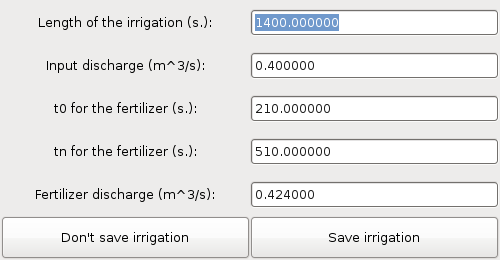 Length of the irrigation (s.): 1400.000000
Input discharge (m^3/s): 0.400000
t0 for the fertilizer (s.): 210.000000
tn for the fertilizer (s.): 510.000000
Fertilizer discharge (m^3/s): 0.424000
Don't save irrigation Save irrigation